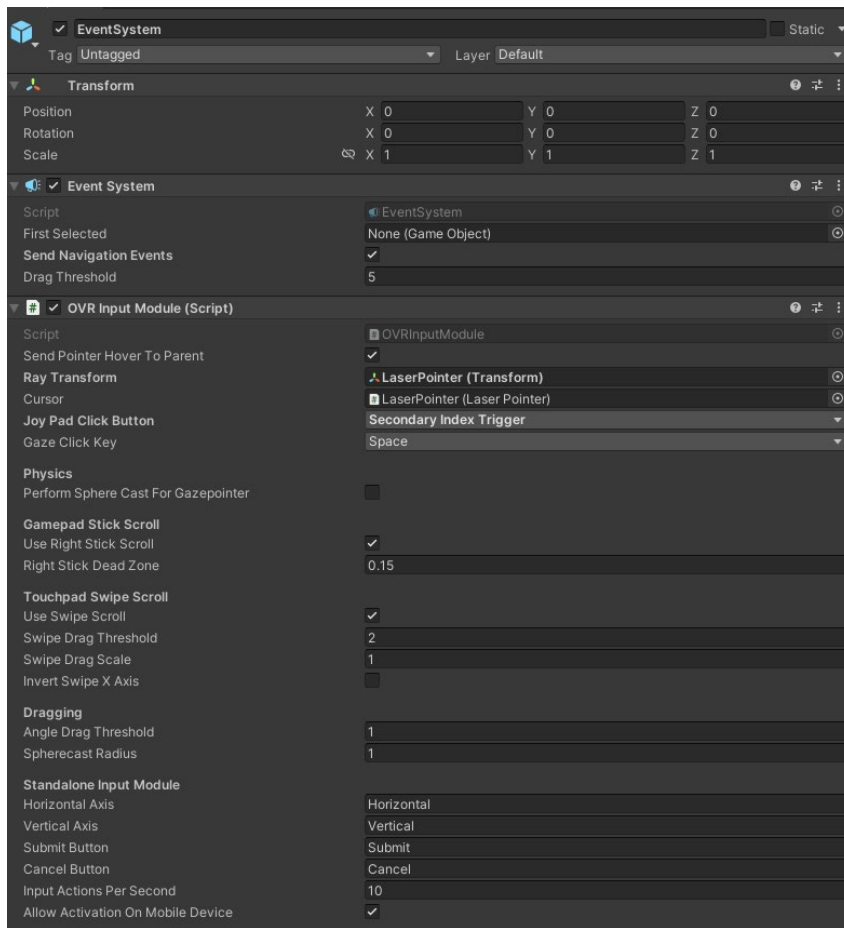 EventSystem Static
Tag Untagged Layer Default
Transform
Position X 0 Y 0 Z 0
Rotation X 0 Y 0 Z 0
Scale X 1 Y 1 Z 1
Event System
Script EventSystem
First Selected None (Game Object)
Send Navigation Events
Drag Threshold 5
# OVR Input Module (Script)
Script OVRInputModule
Send Pointer Hover To Parent
Ray Transform LaserPointer (Transform)
Cursor LaserPointer (Laser Pointer)
Joy Pad Click Button Secondary Index Trigger
Gaze Click Key Space
Physics
Perform Sphere Cast For Gazepointer
Gamepad Stick Scroll
Use Right Stick Scroll
Right Stick Dead Zone 0.15
Touchpad Swipe Scroll
Use Swipe Scroll
Swipe Drag Threshold 2
Swipe Drag Scale 1
Invert Swipe X Axis
Dragging
Angle Drag Threshold 1
Spherecast Radius 1
Standalone Input Module
Horizontal Axis Horizontal
Vertical Axis Vertical
Submit Button Submit
Cancel Button Cancel
Input Actions Per Second 10
Allow Activation On Mobile Device